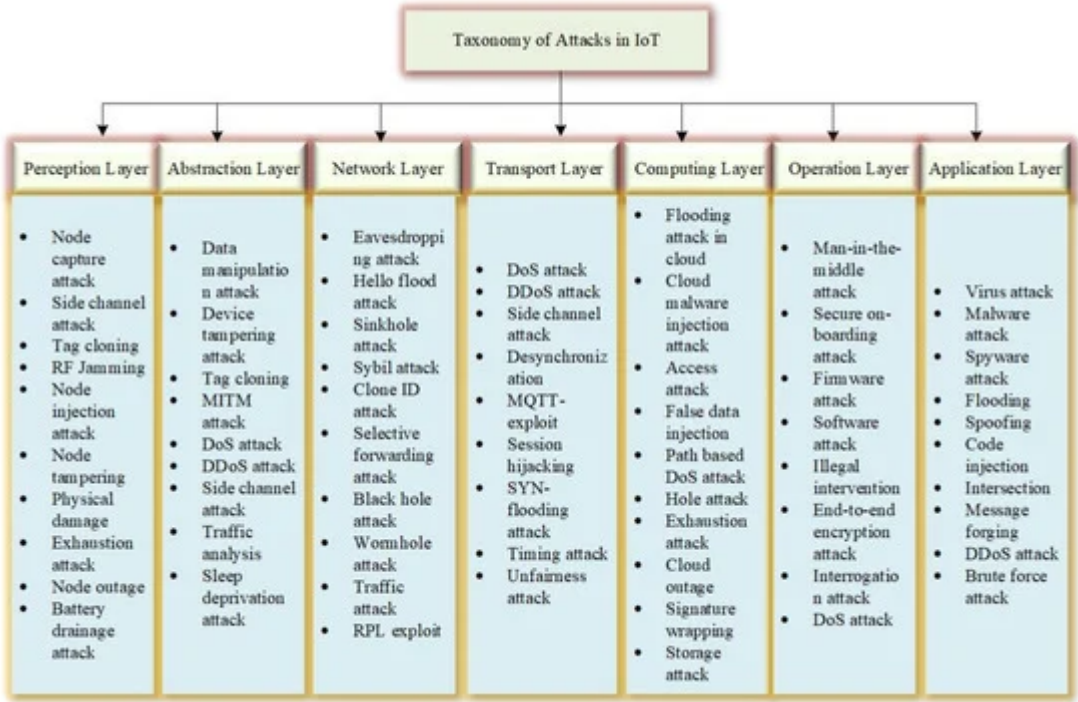 Taxonomy of Attacks in IoT
Perception Layer
Abstraction Layer
Network Layer
Transport Layer
Computing Layer
Operation Layer
Application Layer
• Node
capture
attack
• Side channel
attack
• Tag cloning
• RF Jamming
• Node
injection
attack
• Node
tampering
• Physical
damage
• Exhaustion
attack
• Node outage
• Battery
drainage
attack
• Data
manipulatio
n attack
• Device
tampering
attack
• Tag cloning
• MITM
attack
• DoS attack
• DDoS attack
• Side channel
attack
• Traffic
analysis
• Sleep
deprivation
attack
• Eavesdroppi
ng attack
• Hello flood
attack
• Sinkhole
attack
• Sybil attack
• Clone ID
attack
• Selective
forwarding
attack
• Black hole
attack
• Wormhole
attack
• Traffic
attack
• RPL exploit
• DoS attack
• DDoS attack
• Side channel
attack
• Desynchroniz
ation
• MQTT-
exploit
• Session
hijacking
• SYN-
flooding
attack
• Timing attack
• Unfairness
attack
• Flooding
attack in
cloud
• Cloud
malware
injection
attack
• Access
attack
• False data
injection
• Path based
DoS attack
• Hole attack
• Exhaustion
attack
• Cloud
outage
• Signature
wrapping
• Storage
attack
• Man-in-the-
middle
attack
• Secure on-
boarding
attack
• Firmware
attack
• Software
attack
• Illegal
intervention
• End-to-end
encryption
attack
• Interrogatio
n attack
• DoS attack
• Virus attack
• Malware
attack
• Spyware
attack
• Flooding
• Spoofing
• Code
injection
• Intersection
• Message
forging
• DDoS attack
• Brute force
attack